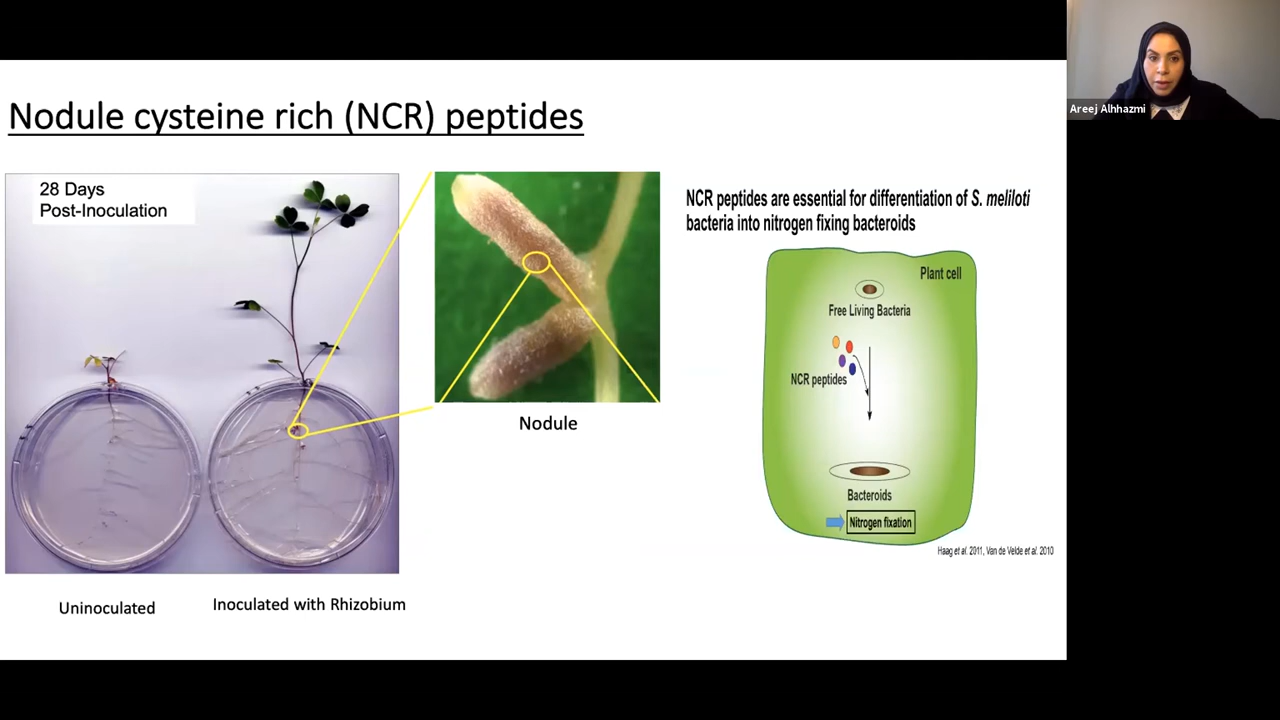 Nodule cysteine rich (NCR) peptides
28 Days
Post-Inoculation
Uninoculated
Inoculated with Rhizobium
Nodule
NCR peptides are essential for differentiation of S. meliloti
bacteria into nitrogen fixing bacteroids
Plant cell
Free Living Bacteria
NCR peptides
Bacteroids
Nitrogen fixation
Haag et al. 2011, Van de Velde et al. 2010
Areej Alhhazmi